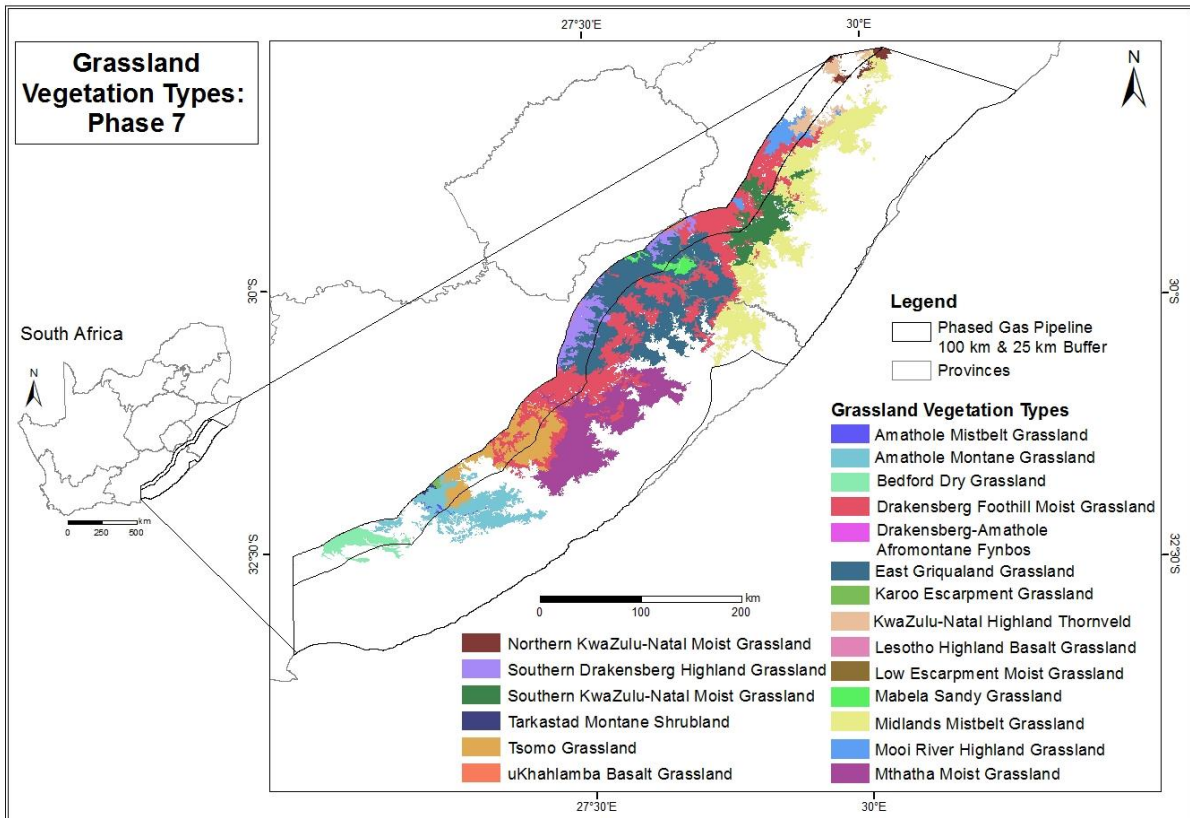 Grassland
Vegetation Types:
Phase 7
27°30'E
30°E
N
30°S
30°S
South Africa
N
0 250 500 km
32°30'S
32°30'S
Legend
Phased Gas Pipeline
100 km & 25 km Buffer
Provinces
Grassland Vegetation Types
Amathole Mistbelt Grassland
Amathole Montane Grassland
Bedford Dry Grassland
Drakensberg Foothill Moist Grassland
Drakensberg-Amathole
Afromontane Fynbos
East Griqualand Grassland
Karoo Escarpment Grassland
KwaZulu-Natal Highland Thornveld
Lesotho Highland Basalt Grassland
Low Escarpment Moist Grassland
Mabela Sandy Grassland
Midlands Mistbelt Grassland
Mooi River Highland Grassland
Mthatha Moist Grassland
km
0 100 200
Northern KwaZulu-Natal Moist Grassland
Southern Drakensberg Highland Grassland
Southern KwaZulu-Natal Moist Grassland
Tarkastad Montane Shrubland
Tsomo Grassland
uKhahlamba Basalt Grassland
27°30'E
30°E